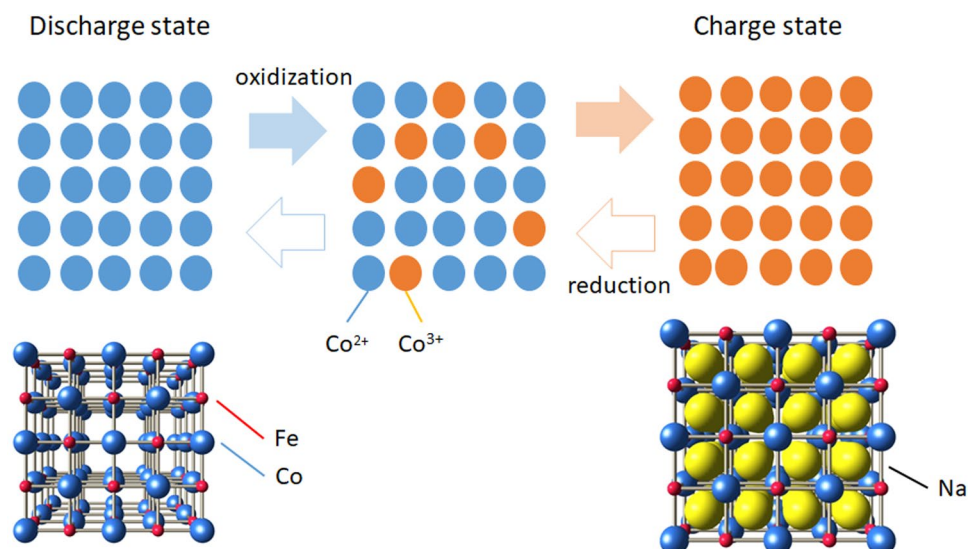 Discharge state
Charge state
oxidization
reduction
Co²⁺
Co³⁺
Fe
Co
Na